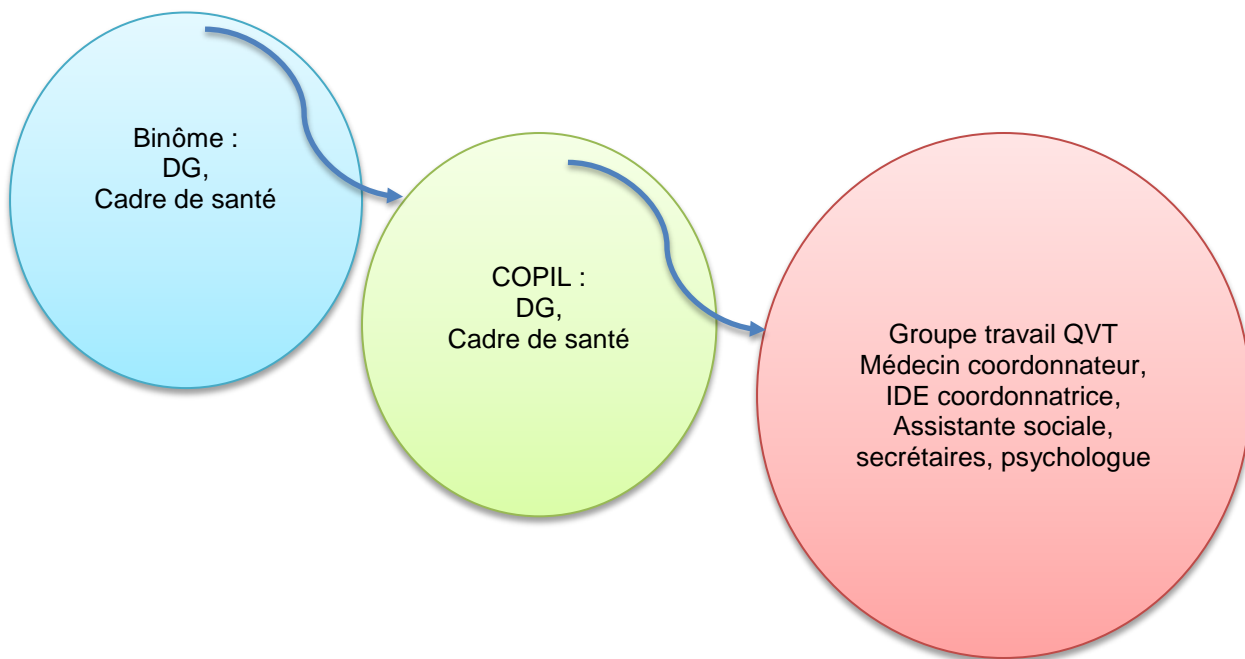 Binôme :
DG,
Cadre de santé
COPIL :
DG,
Cadre de santé
Groupe travail QVT
Médecin coordonnateur,
IDE coordonnatrice,
Assistante sociale,
secrétaires, psychologue